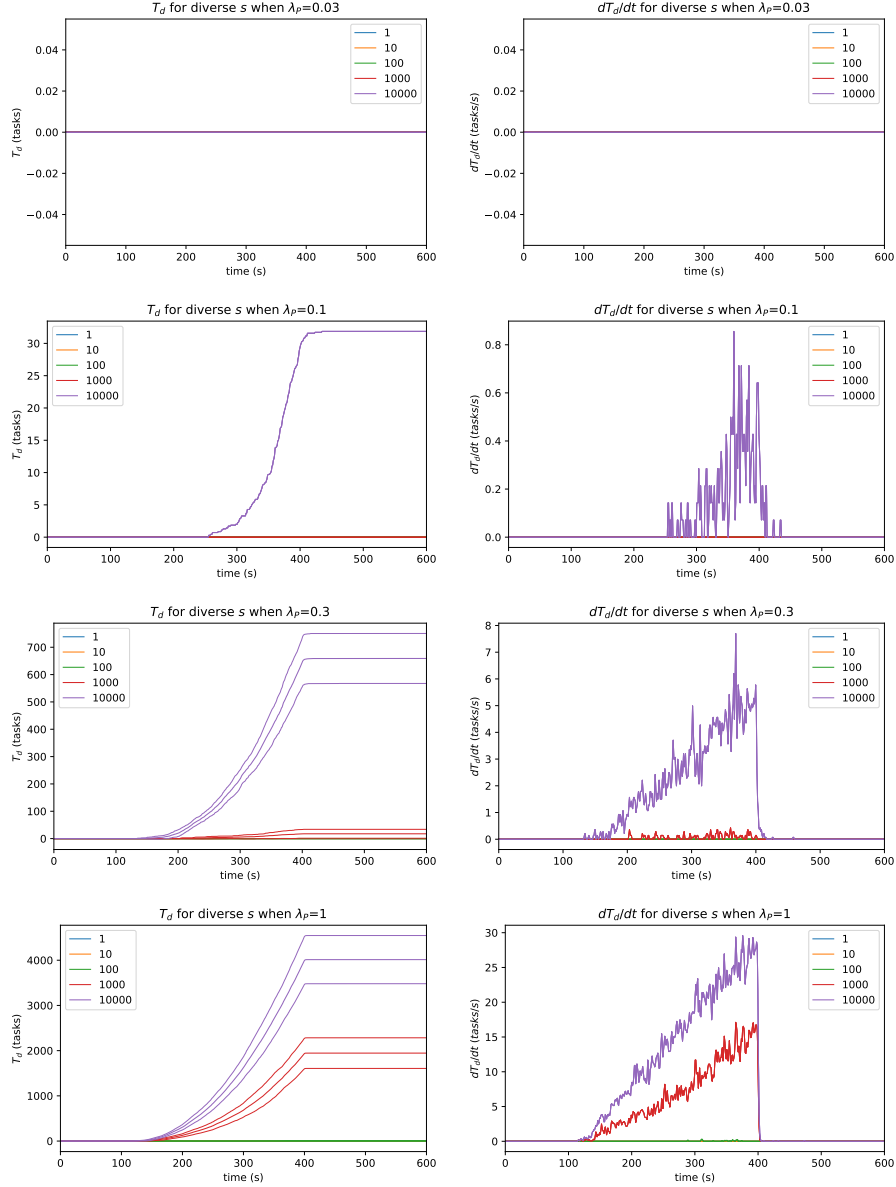 T_d for diverse s when λ_P=0.03
T_d (tasks)
0.04
0.02
0.00
−0.02
−0.04
1
10
100
1000
10000
0 100 200 300 400 500 600
time (s)
dT_d/dt for diverse s when λ_P=0.03
dT_d/dt (tasks/s)
0.04
0.02
0.00
−0.02
−0.04
1
10
100
1000
10000
0 100 200 300 400 500 600
time (s)
T_d for diverse s when λ_P=0.1
T_d (tasks)
30
25
20
15
10
5
0
1
10
100
1000
10000
0 100 200 300 400 500 600
time (s)
dT_d/dt for diverse s when λ_P=0.1
dT_d/dt (tasks/s)
0.8
0.6
0.4
0.2
0.0
1
10
100
1000
10000
0 100 200 300 400 500 600
time (s)
T_d for diverse s when λ_P=0.3
T_d (tasks)
700
600
500
400
300
200
100
0
1
10
100
1000
10000
0 100 200 300 400 500 600
time (s)
dT_d/dt for diverse s when λ_P=0.3
dT_d/dt (tasks/s)
8
7
6
5
4
3
2
1
0
1
10
100
1000
10000
0 100 200 300 400 500 600
time (s)
T_d for diverse s when λ_P=1
T_d (tasks)
4000
3000
2000
1000
0
1
10
100
1000
10000
0 100 200 300 400 500 600
time (s)
dT_d/dt for diverse s when λ_P=1
dT_d/dt (tasks/s)
30
25
20
15
10
5
0
1
10
100
1000
10000
0 100 200 300 400 500 600
time (s)